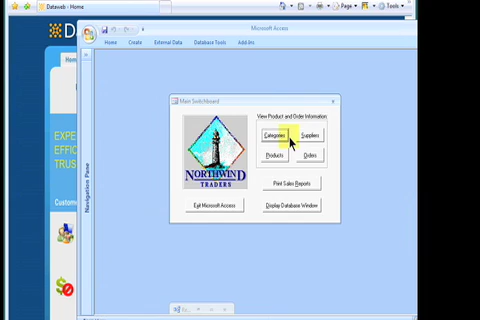 Dataweb - Home
Page
Tools
Microsoft Access
Home
Create
External Data
Database Tools
Add-Ins
Hom
EXPE
EFFIC
TRUS
Custome
Navigation Pane
Main Switchboard
View Product and Order Information
Categories
Suppliers
Products
Orders
NORTHWIND
TRADERS
Print Sales Reports
Exit Microsoft Access
Display Database Window